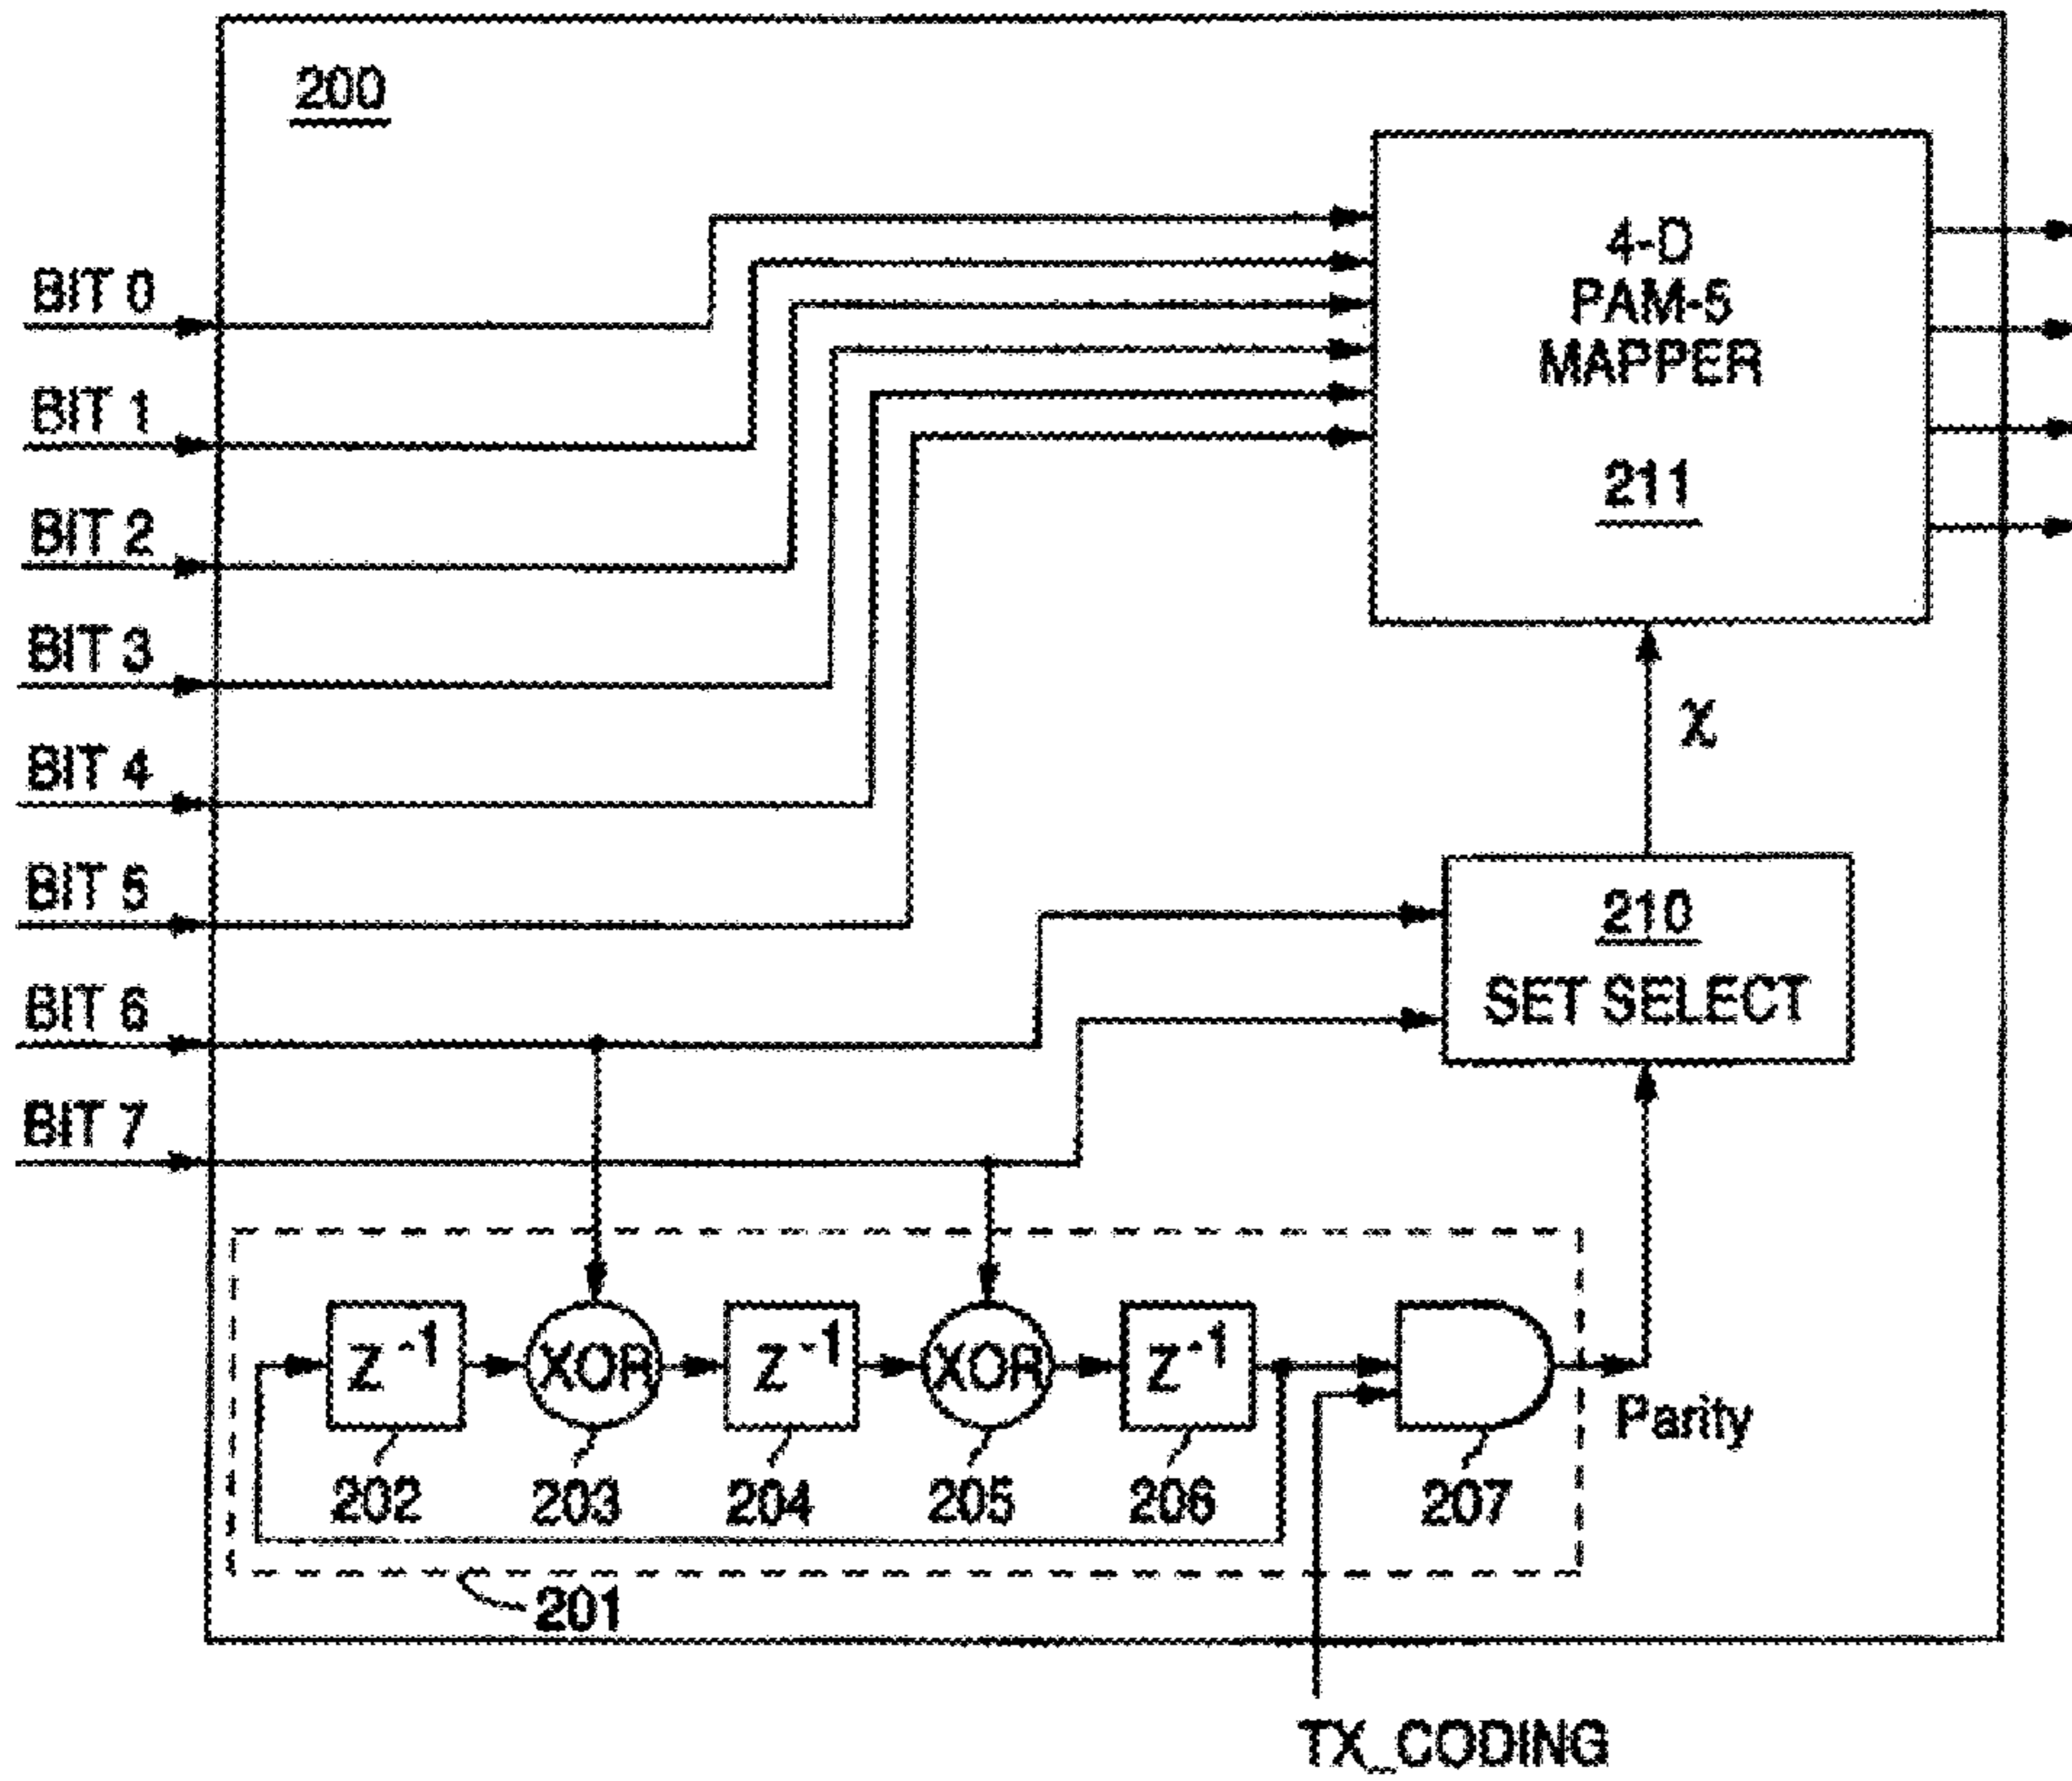 200
4-D
PAM-5
MAPPER
211
BIT 0
BIT 1
BIT 2
BIT 3
BIT 4
BIT 5
BIT 6
BIT 7
χ
210
SET SELECT
Z⁻¹
XOR
Z⁻¹
XOR
Z⁻¹
Parity
202
203
204
205
206
207
201
TX_CODING